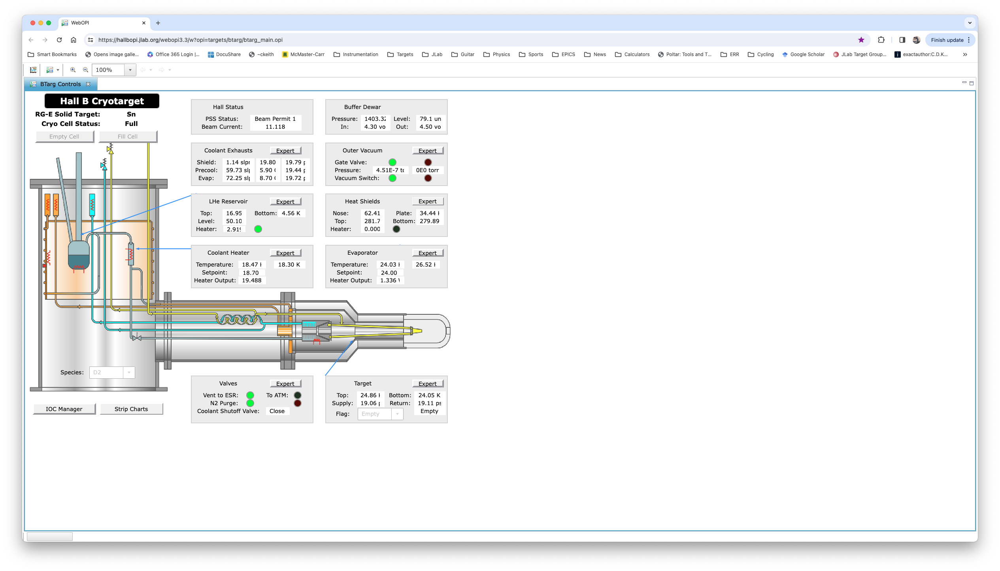 WebOPI
https://hallbopi.jlab.org/webopi3.3/w?opi=targets/btarg/btarg_main.opi
Finish update
Smart Bookmarks Opens image galle... Office 365 Login |... DocuShare ~ckeith McMaster-Carr Instrumentation Targets JLab Guitar Physics Sports EPICS News Calculators Poltar: Tools and T... ERR Cycling Google Scholar JLab Target Group... exactauthor:C.D.K...
100%
BTarg Controls
Hall B Cryotarget
RG-E Solid Target: Sn
Cryo Cell Status: Full
Empty Cell Fill Cell
Hall Status
PSS Status: Beam Permit 1
Beam Current: 11.118
Buffer Dewar
Pressure: 1403.32 Level: 79.1 un
In: 4.30 vo Out: 4.50 vo
Coolant Exhausts Expert
Shield: 1.14 slpr 19.80 19.79 p
Precool: 59.73 slp 5.90 19.44 p
Evap: 72.25 slp 8.70 19.72 p
Outer Vacuum Expert
Gate Valve:
Pressure: 4.51E-7 to 0E0 torr
Vacuum Switch:
LHe Reservoir Expert
Top: 16.95 Bottom: 4.56 K
Level: 50.10
Heater: 2.919
Heat Shields Expert
Nose: 62.41 Plate: 34.44
Top: 281.7 Bottom: 279.89
Heater: 0.000
Coolant Heater Expert
Temperature: 18.47 18.30 K
Setpoint: 18.70
Heater Output: 19.488
Evaporator Expert
Temperature: 24.03 26.52
Setpoint: 24.00
Heater Output: 1.336
Species: D2
IOC Manager Strip Charts
Valves Expert
Vent to ESR: To ATM:
N2 Purge:
Coolant Shutoff Valve: Close
Target Expert
Top: 24.86 Bottom: 24.05 K
Supply: 19.06 Return: 19.11 ps
Flag: Empty Empty